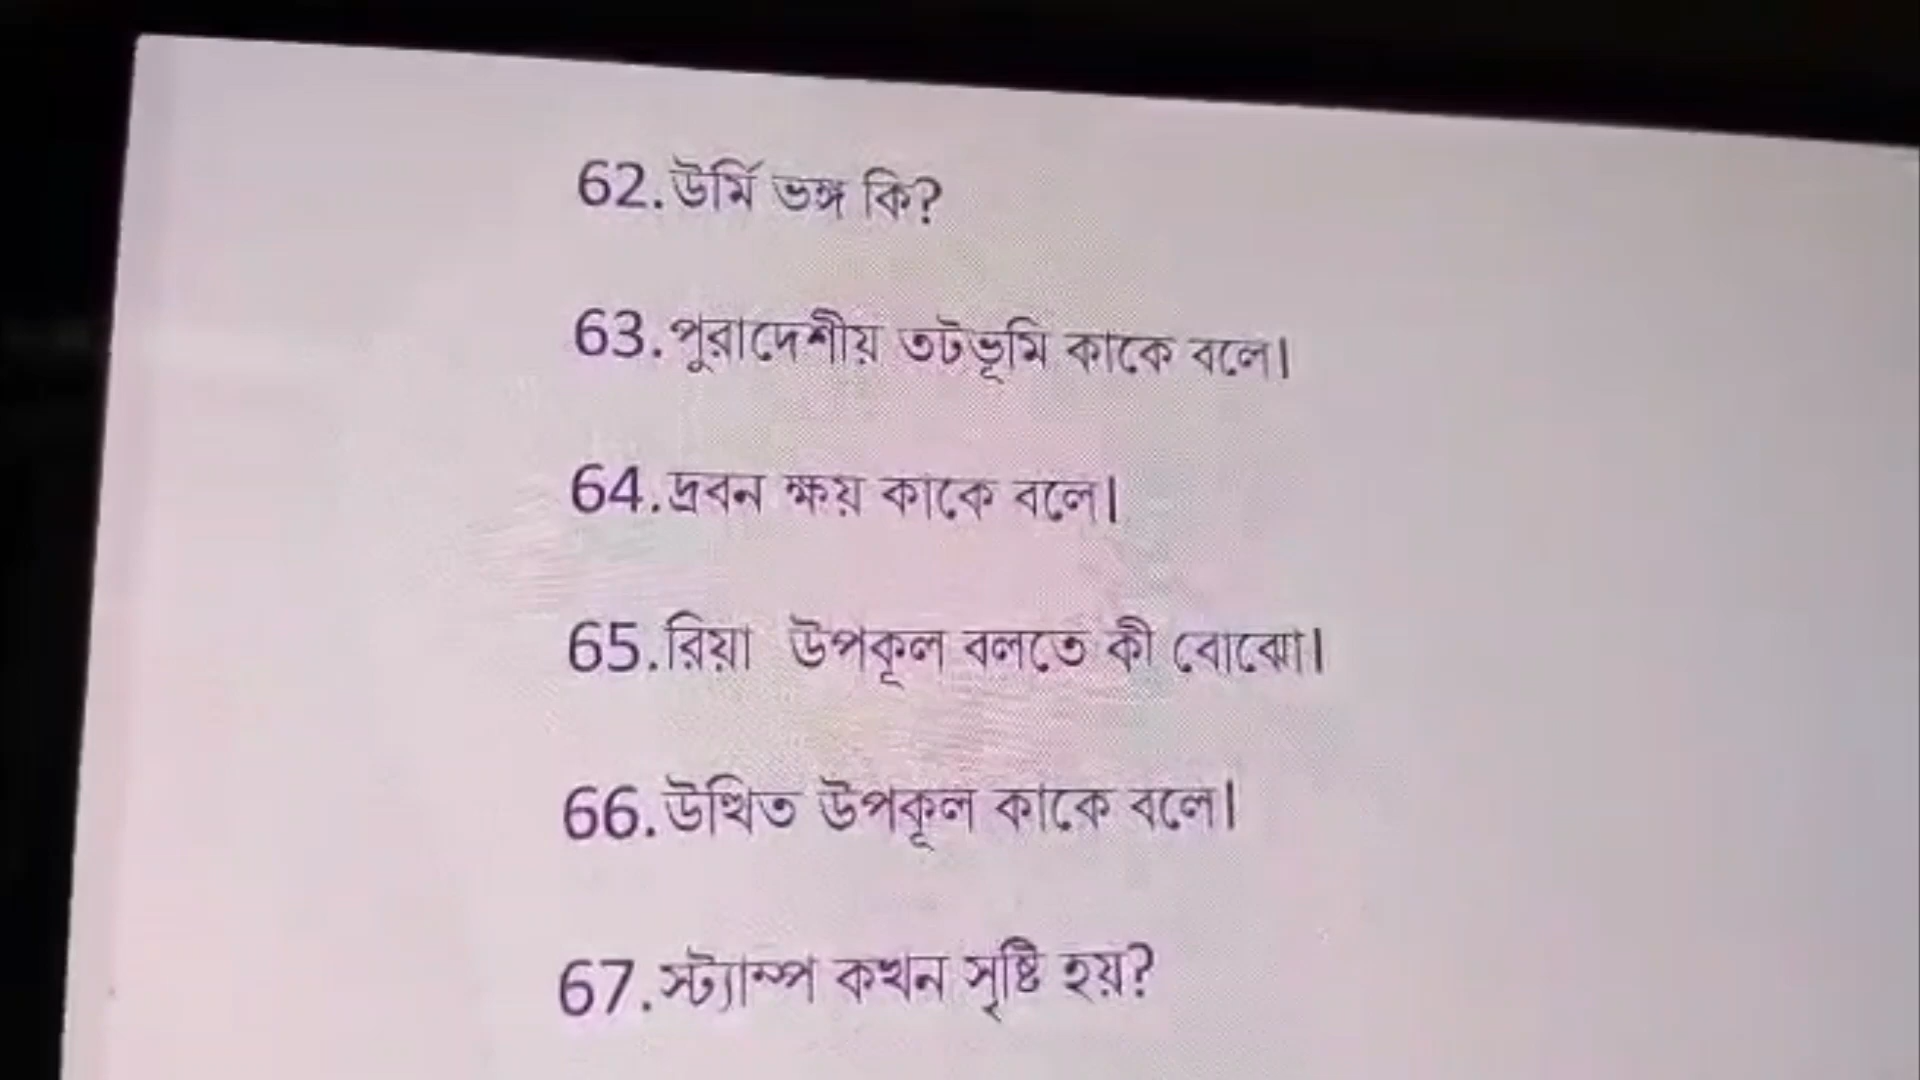 62.উর্মি ভঙ্গ কি?
63.পুরাদেশীয় তটভূমি কাকে বলে।
64.দ্রবন ক্ষয় কাকে বলে।
65.রিয়া উপকূল বলতে কী বোঝো।
66.উত্থিত উপকূল কাকে বলে।
67.স্ট্যাম্প কখন সৃষ্টি হয়?